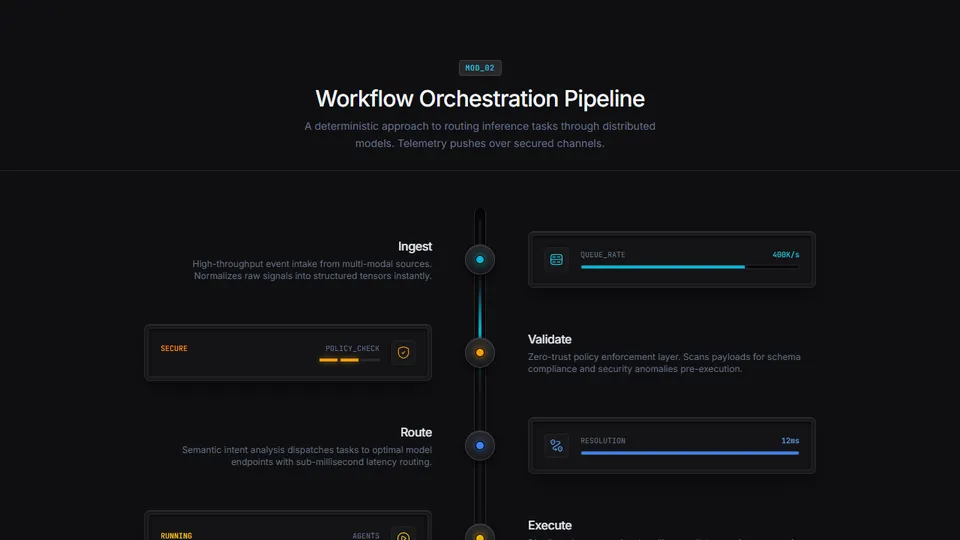 MOD_02
Workflow Orchestration Pipeline
A deterministic approach to routing inference tasks through distributed
models. Telemetry pushes over secured channels.
Ingest
High-throughput event intake from multi-modal sources.
Normalizes raw signals into structured tensors instantly.
QUEUE_RATE 400K/s
SECURE POLICY_CHECK
Validate
Zero-trust policy enforcement layer. Scans payloads for schema
compliance and security anomalies pre-execution.
Route
Semantic intent analysis dispatches tasks to optimal model
endpoints with sub-millisecond latency routing.
RESOLUTION 12ms
RUNNING AGENTS
Execute